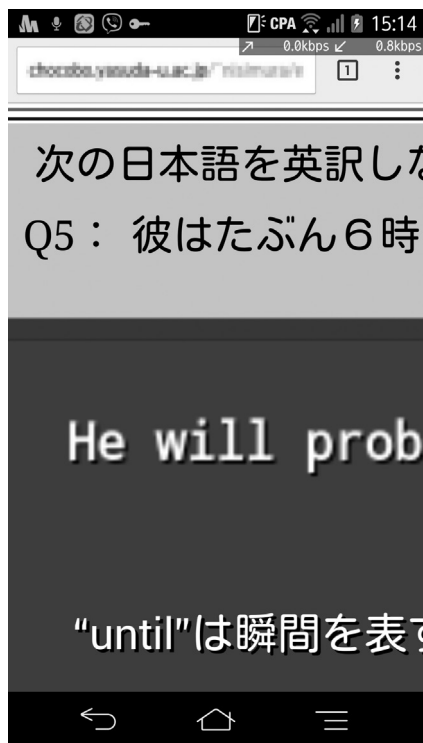 CPA 15:14
0.0kbps 0.8kbps
1
次の日本語を英訳しな
Q5： 彼はたぶん６時
He will prob
“until”は瞬間を表す